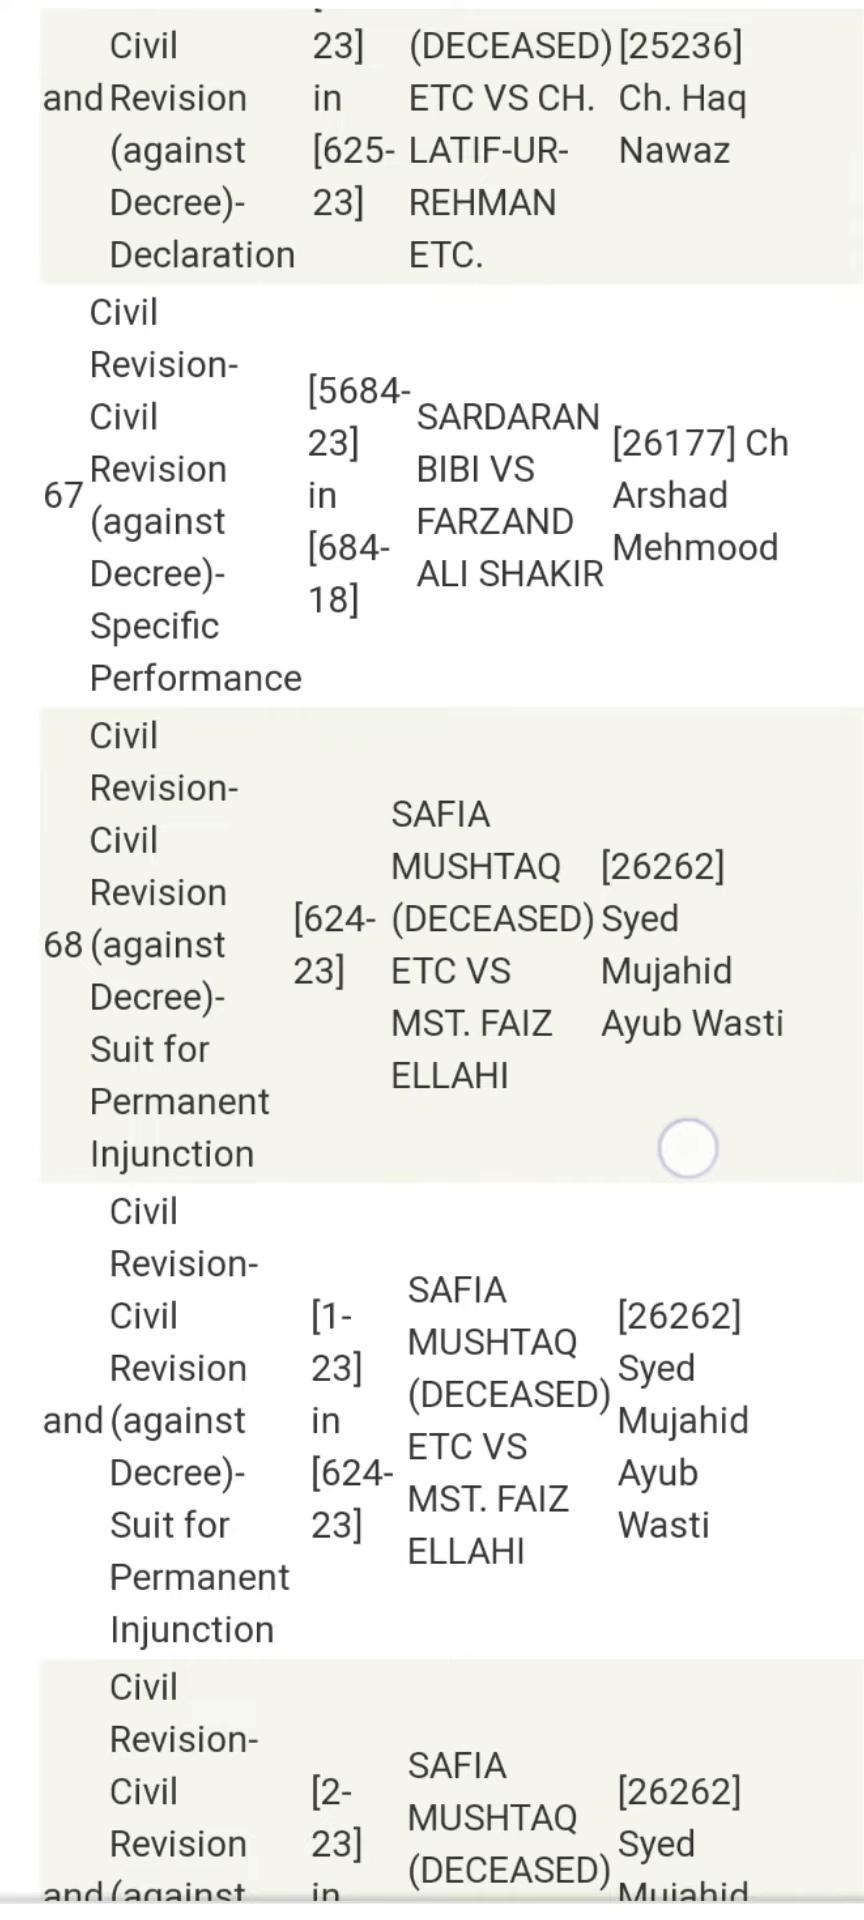 Civil
and Revision
(against
Decree)-
Declaration
23]
in
[625-
23]
(DECEASED)
ETC VS CH.
LATIF-UR-
REHMAN
ETC.
[25236]
Ch. Haq
Nawaz
67
Civil
Revision-
Civil
Revision
(against
Decree)-
Specific
Performance
[5684-
23]
in
[684-
18]
SARDARAN
BIBI VS
FARZAND
ALI SHAKIR
[26177] Ch
Arshad
Mehmood
68
Civil
Revision-
Civil
Revision
(against
Decree)-
Suit for
Permanent
Injunction
[624-
23]
SAFIA
MUSHTAQ
(DECEASED)
ETC VS
MST. FAIZ
ELLAHI
[26262]
Syed
Mujahid
Ayub Wasti
and
Civil
Revision-
Civil
Revision
(against
Decree)-
Suit for
Permanent
Injunction
[1-
23]
in
[624-
23]
SAFIA
MUSHTAQ
(DECEASED)
ETC VS
MST. FAIZ
ELLAHI
[26262]
Syed
Mujahid
Ayub
Wasti
and
Civil
Revision-
Civil
Revision
(against
[2-
23]
in
SAFIA
MUSHTAQ
(DECEASED)
[26262]
Syed
Mujahid